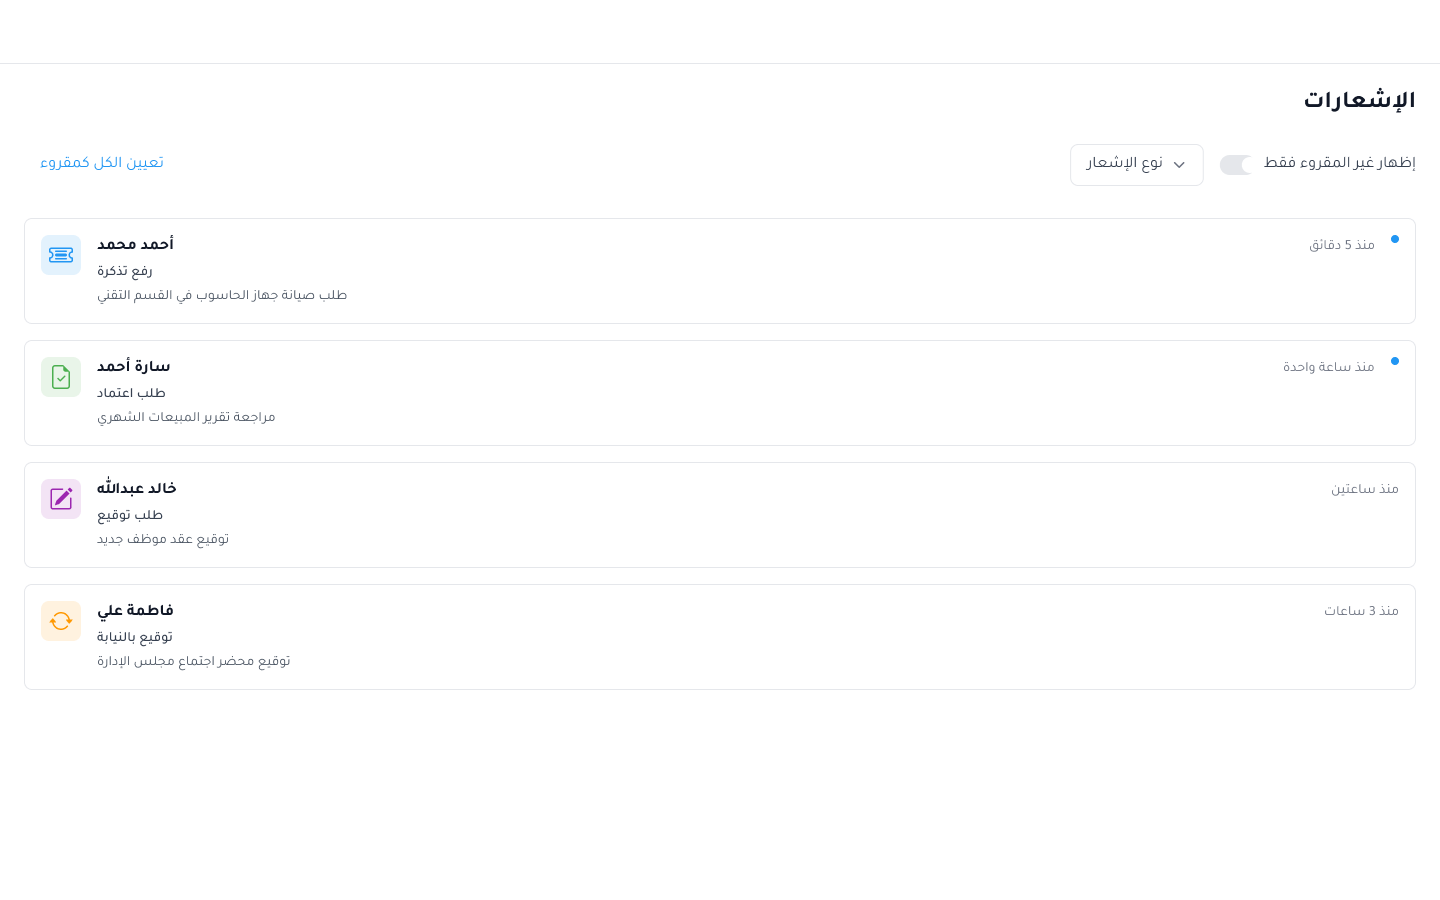 الإشعارات
إظهار غير المقروء فقط
نوع الإشعار
تعيين الكل كمقروء
أحمد محمد
منذ 5 دقائق
رفع تذكرة
طلب صيانة جهاز الحاسوب في القسم التقني
سارة أحمد
منذ ساعة واحدة
طلب اعتماد
مراجعة تقرير المبيعات الشهري
خالد عبدالله
منذ ساعتين
طلب توقيع
توقيع عقد موظف جديد
فاطمة علي
منذ 3 ساعات
توقيع بالنيابة
توقيع محضر اجتماع مجلس الإدارة